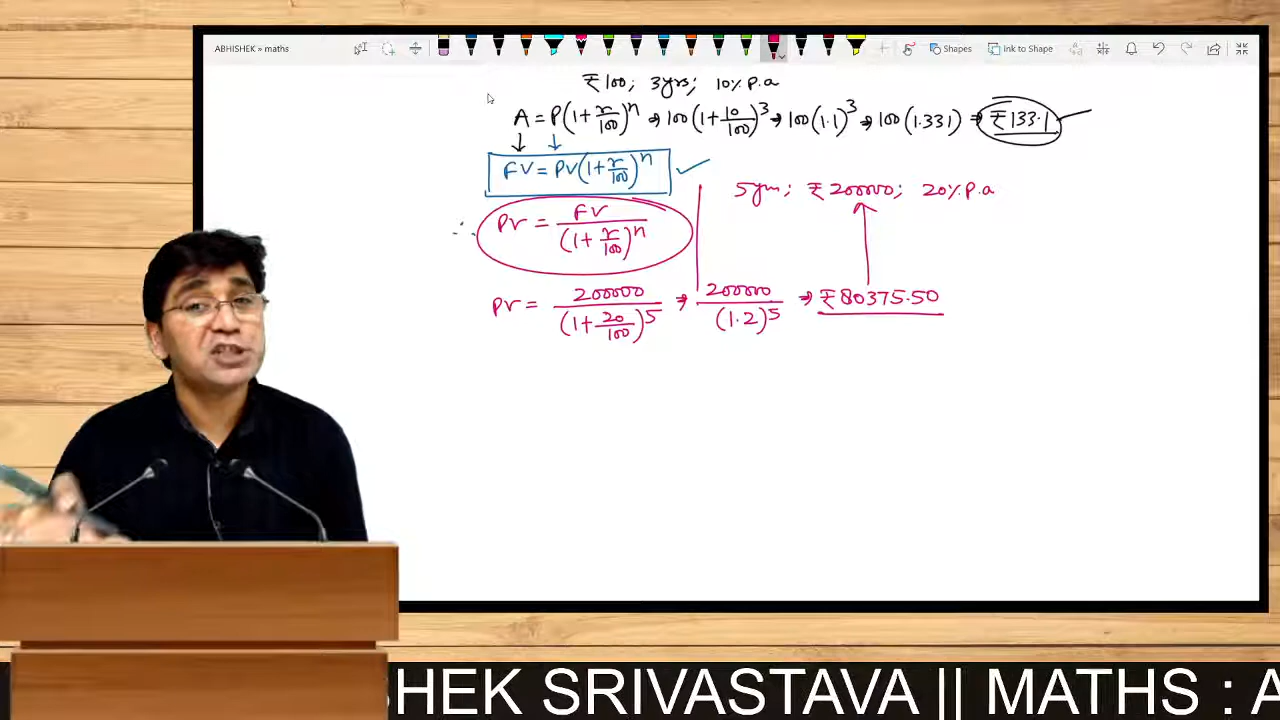 ABHISHEK » maths
Shapes
Ink to Shape
₹100; 3yrs; 10% P.a
A = P(1+r/100)^n → 100(1+10/100)^3 → 100(1.1)^3 → 100(1.331) → ₹133.1
FV = PV(1+r/100)^n
5yrs; ₹200000; 20% P.a
∴ PV = FV/(1+r/100)^n
PV = 200000/(1+20/100)^5 → 200000/(1.2)^5 → ₹80375.50
HEK SRIVASTAVA || MATHS : A